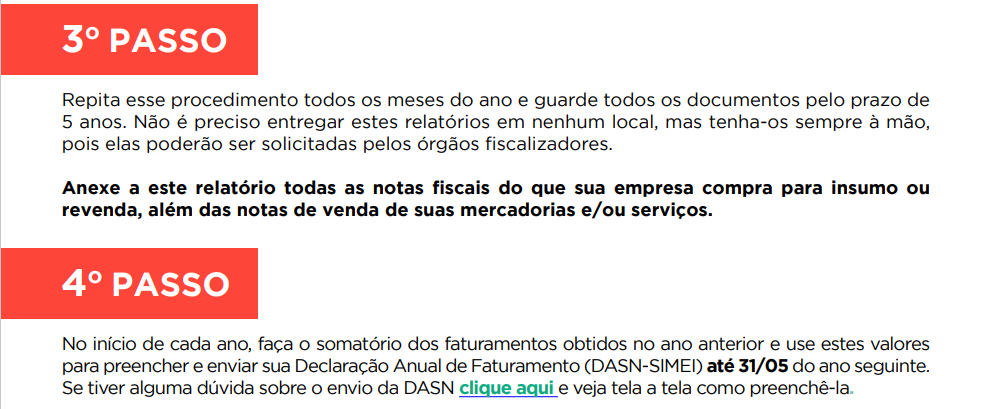 3º PASSO
Repita esse procedimento todos os meses do ano e guarde todos os documentos pelo prazo de
5 anos. Não é preciso entregar estes relatórios em nenhum local, mas tenha-os sempre à mão,
pois elas poderão ser solicitadas pelos órgãos fiscalizadores.
Anexe a este relatório todas as notas fiscais do que sua empresa compra para insumo ou
revenda, além das notas de venda de suas mercadorias e/ou serviços.
4º PASSO
No início de cada ano, faça o somatório dos faturamentos obtidos no ano anterior e use estes valores
para preencher e enviar sua Declaração Anual de Faturamento (DASN-SIMEI) até 31/05 do ano seguinte.
Se tiver alguma dúvida sobre o envio da DASN clique aqui e veja tela a tela como preenchê-la.